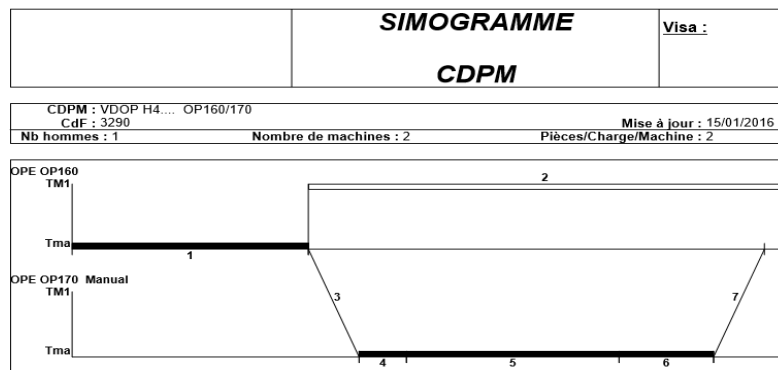 SIMOGRAMME
Visa :
CDPM
CDPM : VDOP H4.... OP160/170
CdF : 3290
Mise à jour : 15/01/2016
Nb hommes : 1
Nombre de machines : 2
Pièces/Charge/Machine : 2
OPE OP160
TM1
2
Tma
1
OPE OP170 Manual
TM1
3
7
Tma
4
5
6